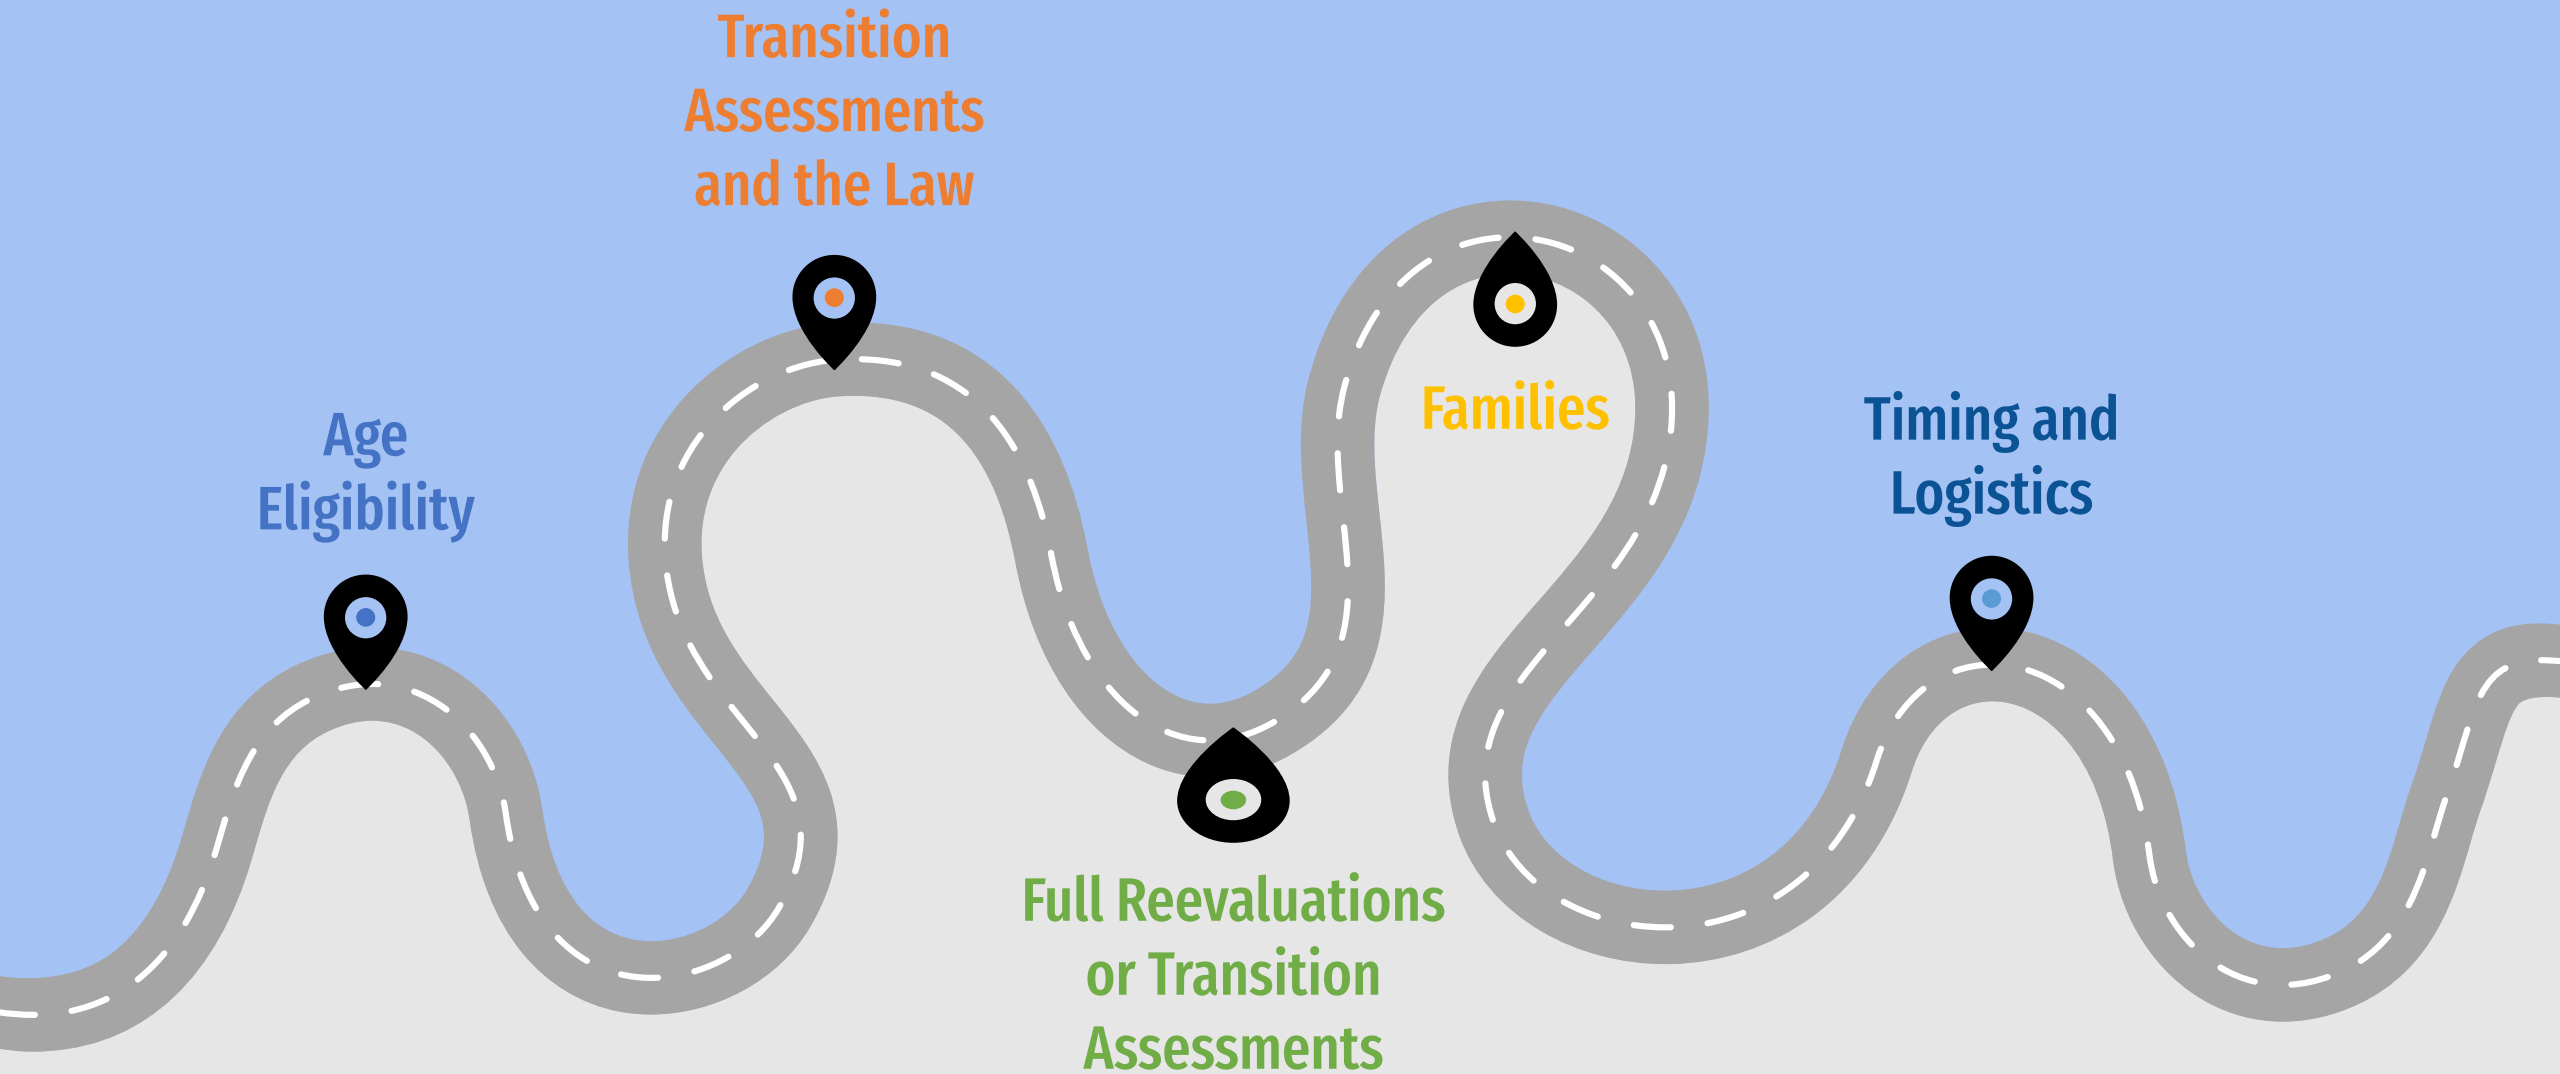 Age
Eligibility
Transition
Assessments
and the Law
Full Reevaluations
or Transition
Assessments
Families
Timing and
Logistics